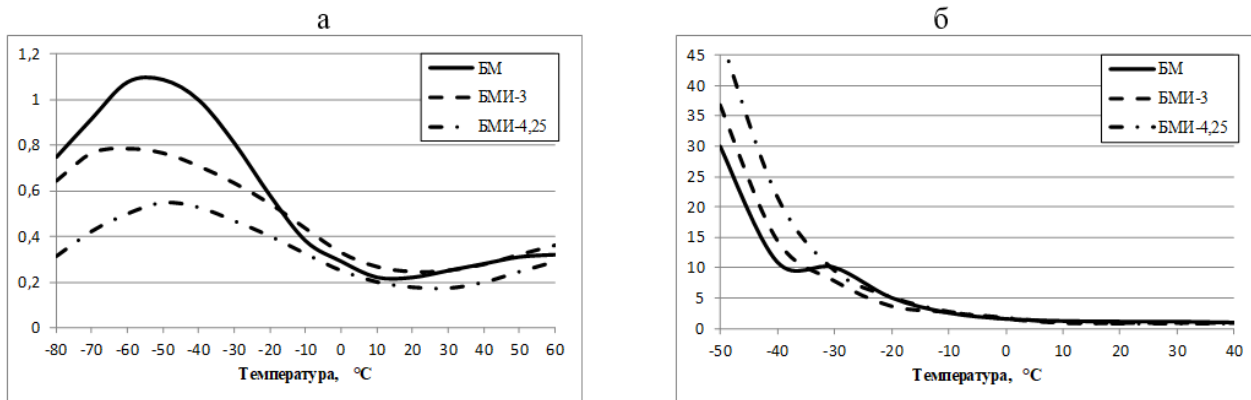 а
1,2
1
0,8
0,6
0,4
0,2
0
-80 -70 -60 -50 -40 -30 -20 -10 0 10 20 30 40 50 60
Температура, °С
БМ
БМИ-3
БМИ-4,25
б
45
40
35
30
25
20
15
10
5
0
-50 -40 -30 -20 -10 0 10 20 30 40
Температура, °С
БМ
БМИ-3
БМИ-4,25